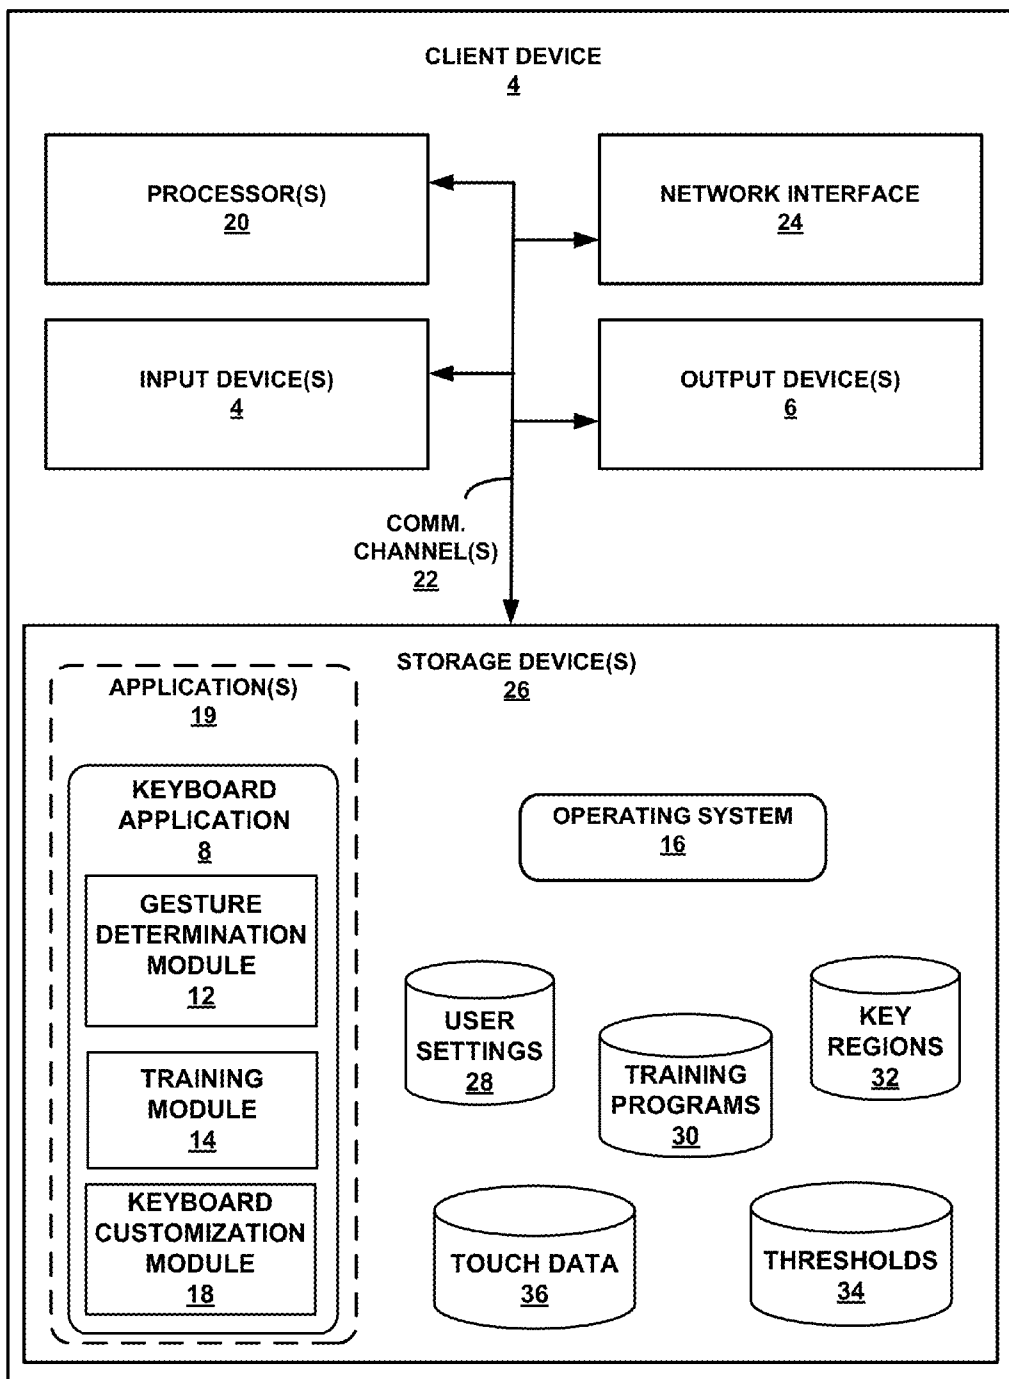 CLIENT DEVICE
4
PROCESSOR(S)
20
NETWORK INTERFACE
24
INPUT DEVICE(S)
4
OUTPUT DEVICE(S)
6
COMM.
CHANNEL(S)
22
STORAGE DEVICE(S)
26
APPLICATION(S)
19
KEYBOARD
APPLICATION
8
GESTURE
DETERMINATION
MODULE
12
TRAINING
MODULE
14
KEYBOARD
CUSTOMIZATION
MODULE
18
OPERATING SYSTEM
16
USER
SETTINGS
28
TRAINING
PROGRAMS
30
KEY
REGIONS
32
TOUCH DATA
36
THRESHOLDS
34